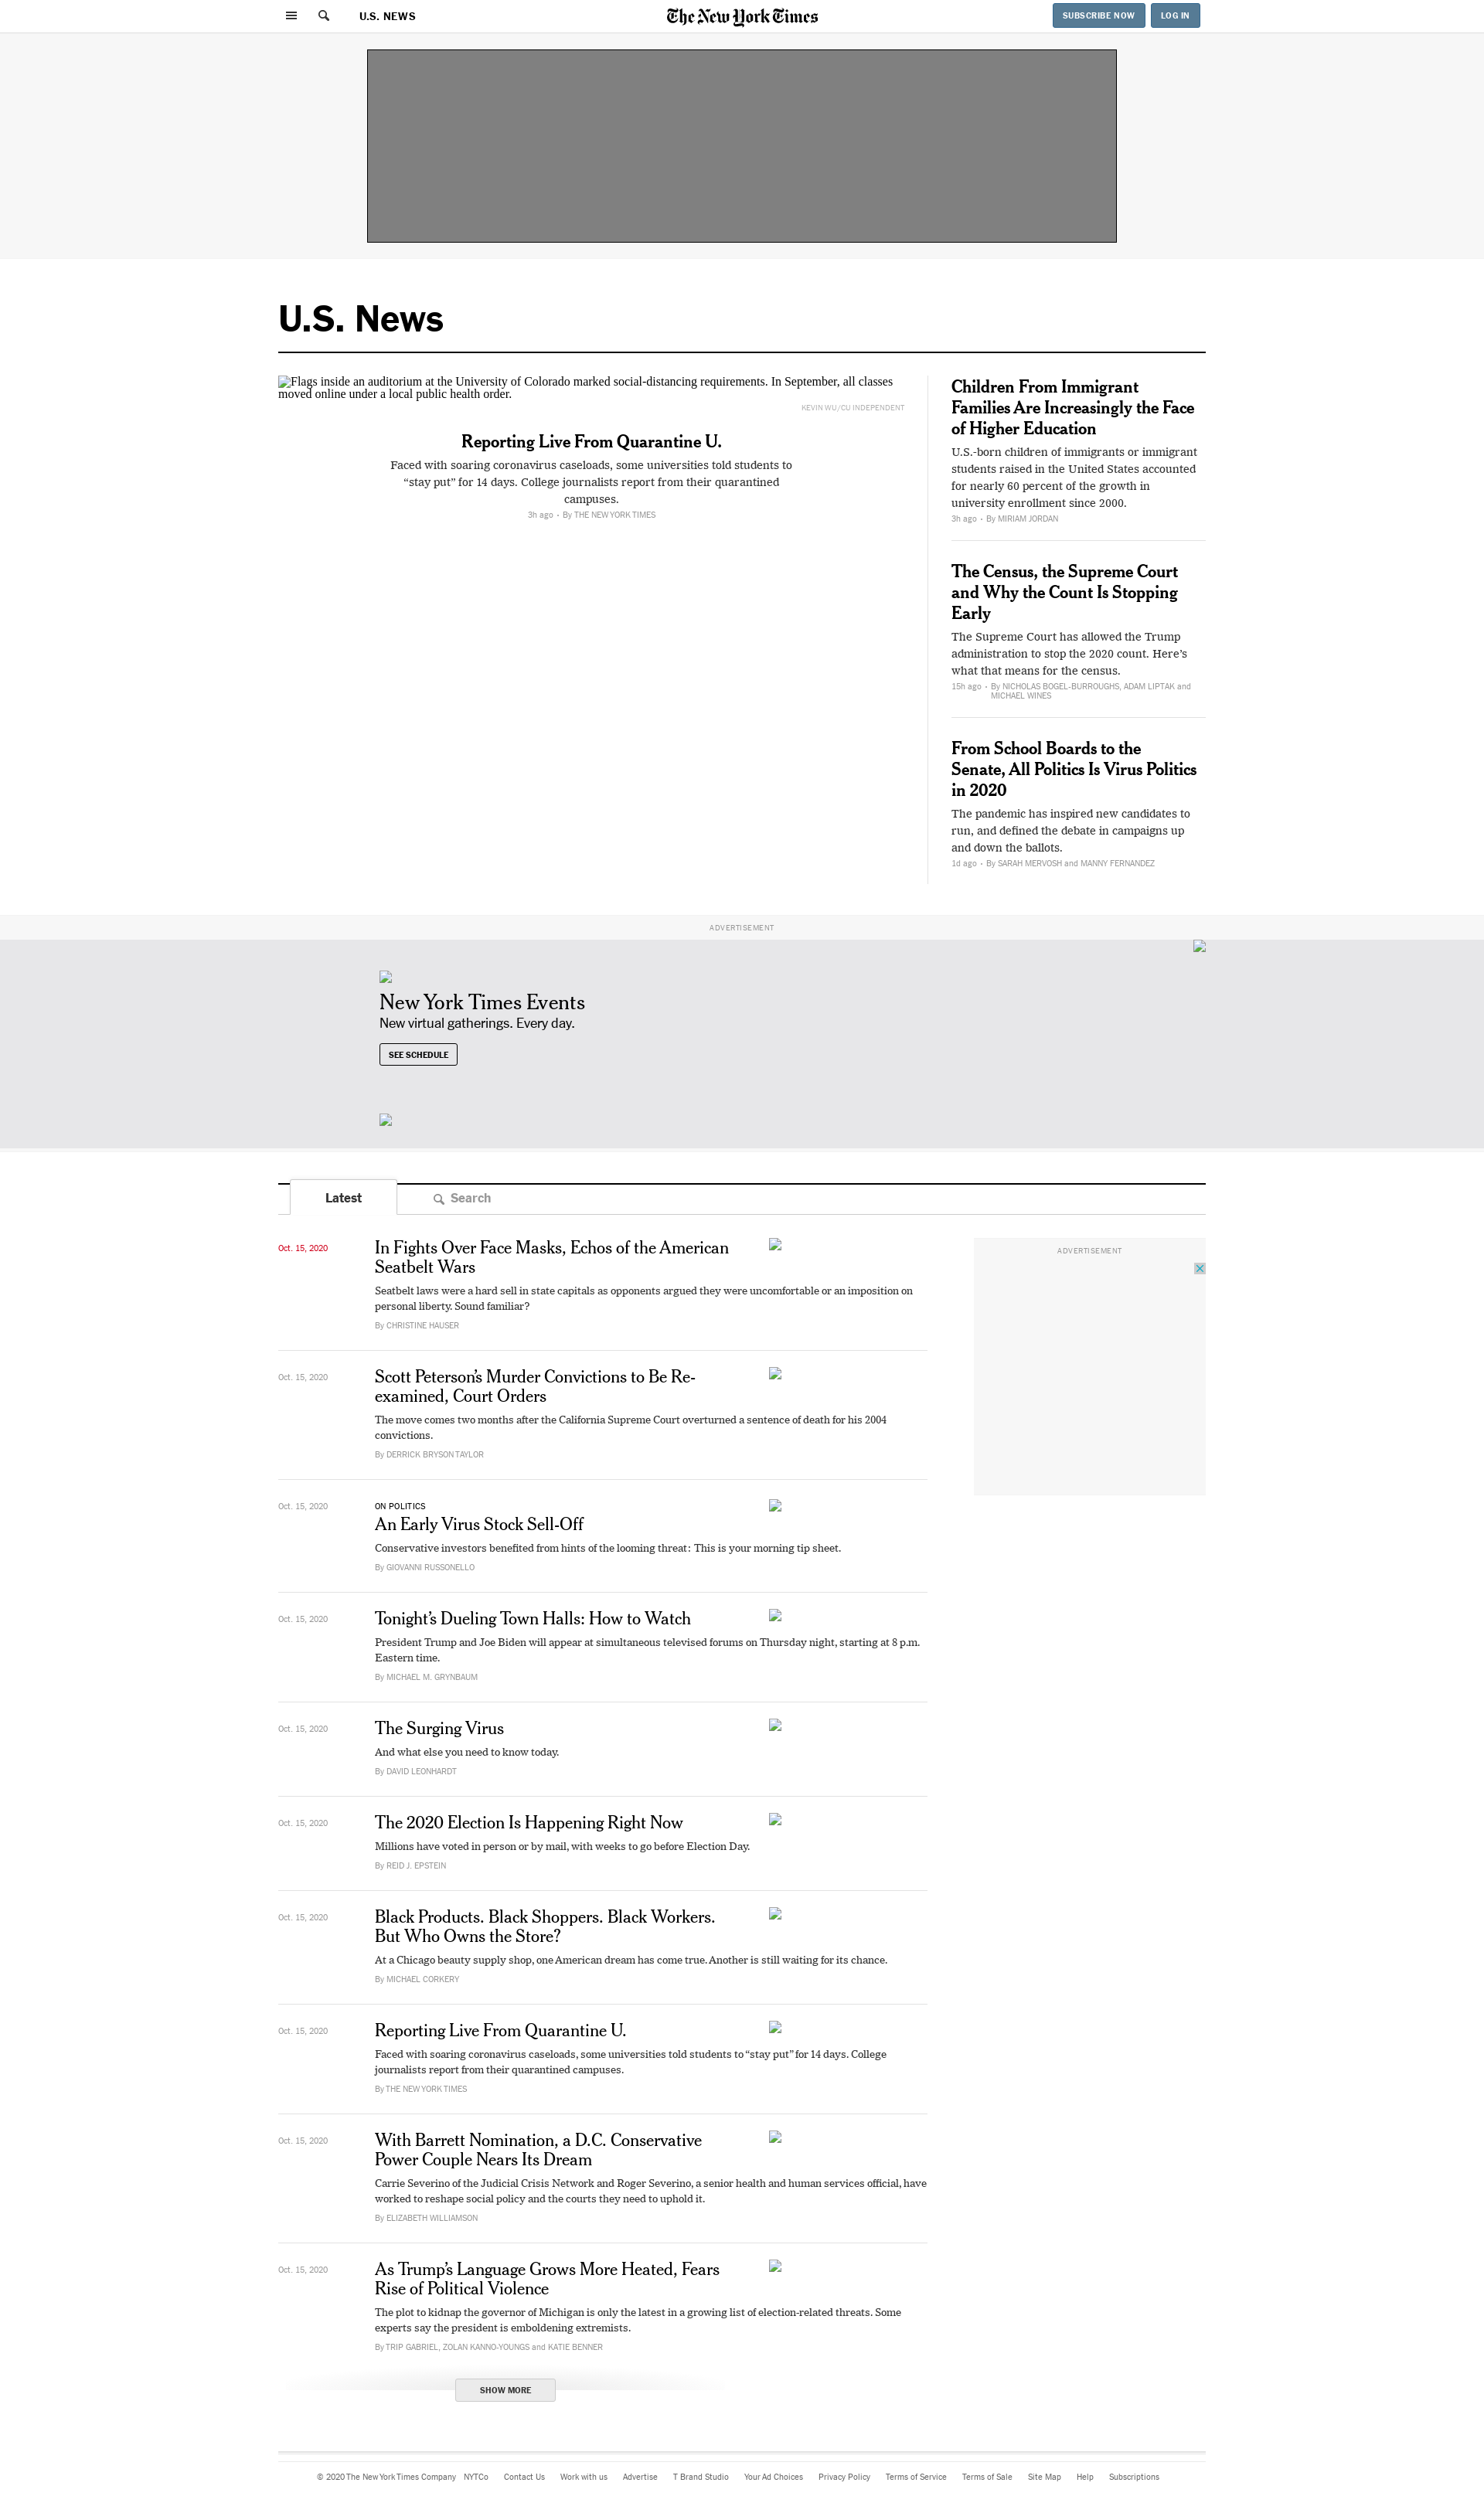 U.S. NEWS
The New York Times
SUBSCRIBE NOW
LOG IN
U.S. News
Flags inside an auditorium at the University of Colorado marked social-distancing requirements. In September, all classes
moved online under a local public health order.
KEVIN WU/CU INDEPENDENT
Reporting Live From Quarantine U.
Faced with soaring coronavirus caseloads, some universities told students to
“stay put” for 14 days. College journalists report from their quarantined
campuses.
3h ago • By THE NEW YORK TIMES
Children From Immigrant
Families Are Increasingly the Face
of Higher Education
U.S.-born children of immigrants or immigrant
students raised in the United States accounted
for nearly 60 percent of the growth in
university enrollment since 2000.
3h ago • By MIRIAM JORDAN
The Census, the Supreme Court
and Why the Count Is Stopping
Early
The Supreme Court has allowed the Trump
administration to stop the 2020 count. Here’s
what that means for the census.
15h ago • By NICHOLAS BOGEL-BURROUGHS, ADAM LIPTAK and
MICHAEL WINES
From School Boards to the
Senate, All Politics Is Virus Politics
in 2020
The pandemic has inspired new candidates to
run, and defined the debate in campaigns up
and down the ballots.
1d ago • By SARAH MERVOSH and MANNY FERNANDEZ
ADVERTISEMENT
New York Times Events
New virtual gatherings. Every day.
SEE SCHEDULE
Latest
Search
Oct. 15, 2020
In Fights Over Face Masks, Echos of the American
Seatbelt Wars
Seatbelt laws were a hard sell in state capitals as opponents argued they were uncomfortable or an imposition on
personal liberty. Sound familiar?
By CHRISTINE HAUSER
ADVERTISEMENT
Oct. 15, 2020
Scott Peterson’s Murder Convictions to Be Re-
examined, Court Orders
The move comes two months after the California Supreme Court overturned a sentence of death for his 2004
convictions.
By DERRICK BRYSON TAYLOR
Oct. 15, 2020
ON POLITICS
An Early Virus Stock Sell-Off
Conservative investors benefited from hints of the looming threat: This is your morning tip sheet.
By GIOVANNI RUSSONELLO
Oct. 15, 2020
Tonight’s Dueling Town Halls: How to Watch
President Trump and Joe Biden will appear at simultaneous televised forums on Thursday night, starting at 8 p.m.
Eastern time.
By MICHAEL M. GRYNBAUM
Oct. 15, 2020
The Surging Virus
And what else you need to know today.
By DAVID LEONHARDT
Oct. 15, 2020
The 2020 Election Is Happening Right Now
Millions have voted in person or by mail, with weeks to go before Election Day.
By REID J. EPSTEIN
Oct. 15, 2020
Black Products. Black Shoppers. Black Workers.
But Who Owns the Store?
At a Chicago beauty supply shop, one American dream has come true. Another is still waiting for its chance.
By MICHAEL CORKERY
Oct. 15, 2020
Reporting Live From Quarantine U.
Faced with soaring coronavirus caseloads, some universities told students to “stay put” for 14 days. College
journalists report from their quarantined campuses.
By THE NEW YORK TIMES
Oct. 15, 2020
With Barrett Nomination, a D.C. Conservative
Power Couple Nears Its Dream
Carrie Severino of the Judicial Crisis Network and Roger Severino, a senior health and human services official, have
worked to reshape social policy and the courts they need to uphold it.
By ELIZABETH WILLIAMSON
Oct. 15, 2020
As Trump’s Language Grows More Heated, Fears
Rise of Political Violence
The plot to kidnap the governor of Michigan is only the latest in a growing list of election-related threats. Some
experts say the president is emboldening extremists.
By TRIP GABRIEL, ZOLAN KANNO-YOUNGS and KATIE BENNER
SHOW MORE
© 2020 The New York Times Company NYTCo Contact Us Work with us Advertise T Brand Studio Your Ad Choices Privacy Policy Terms of Service Terms of Sale Site Map Help Subscriptions